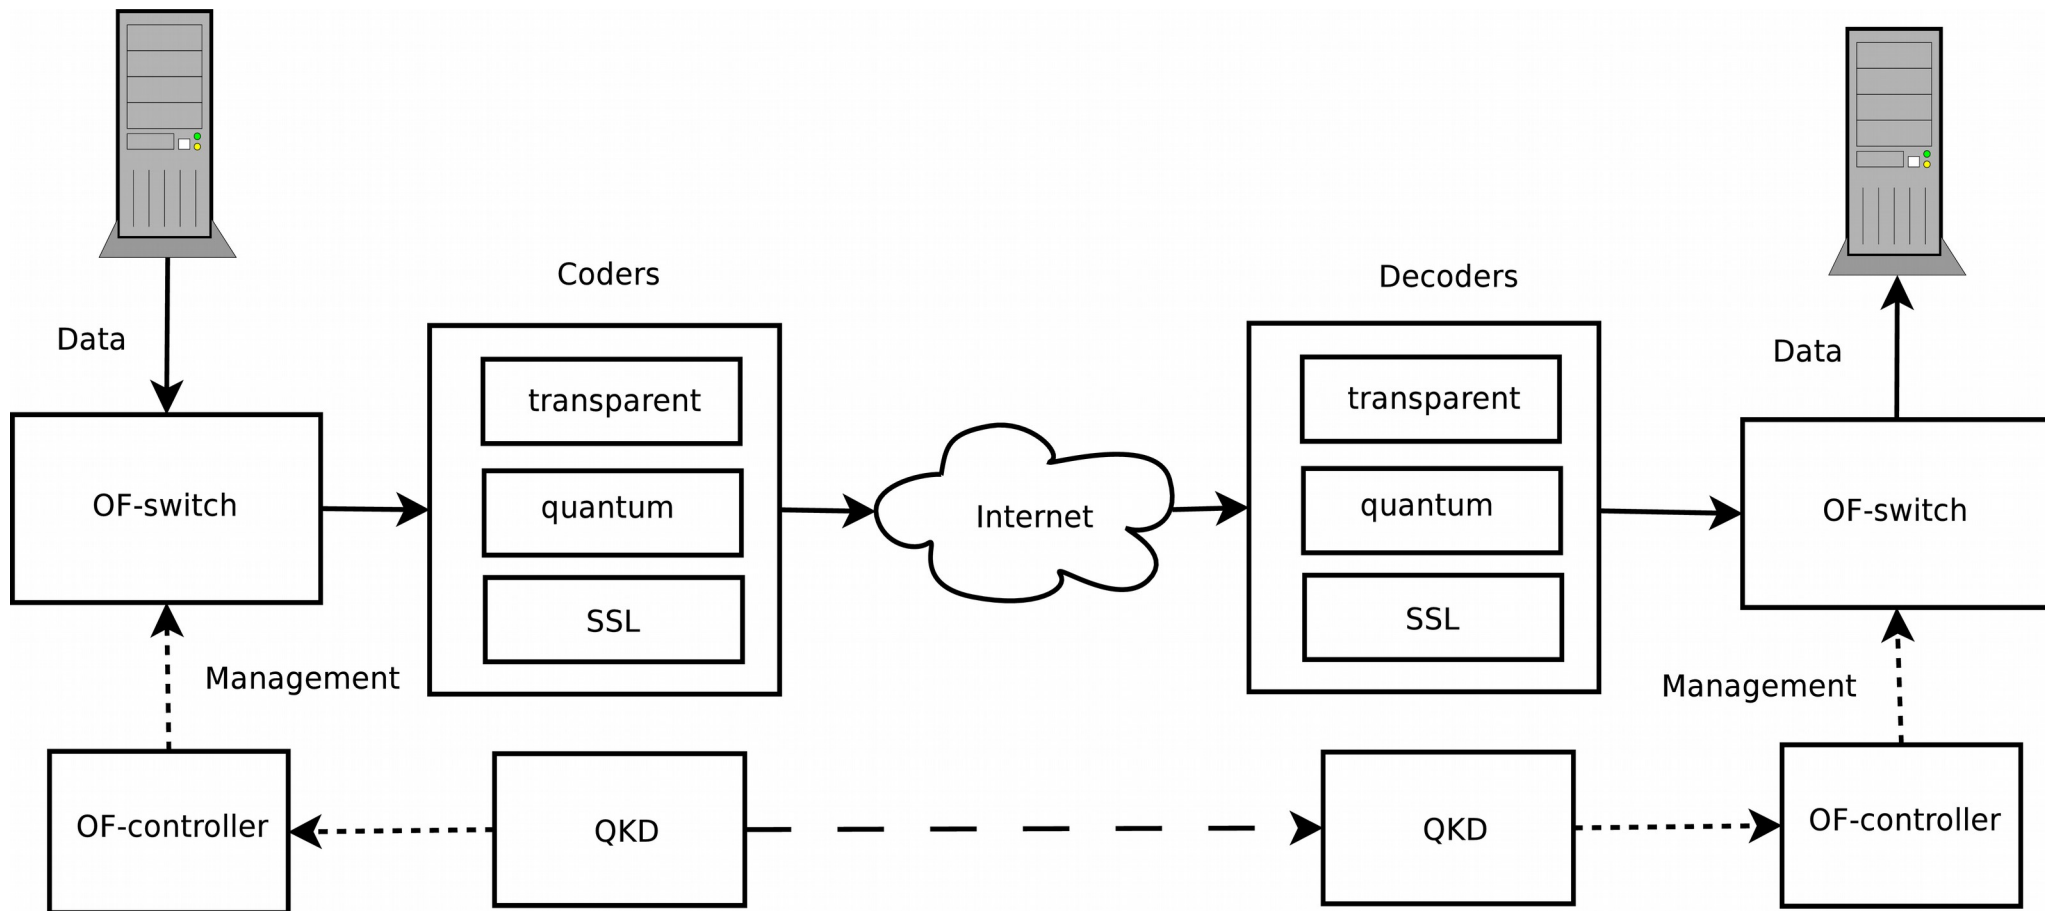 Coders
Decoders
Data
Data
transparent
transparent
OF-switch
quantum
Internet
quantum
OF-switch
SSL
SSL
Management
Management
OF-controller
QKD
QKD
OF-controller